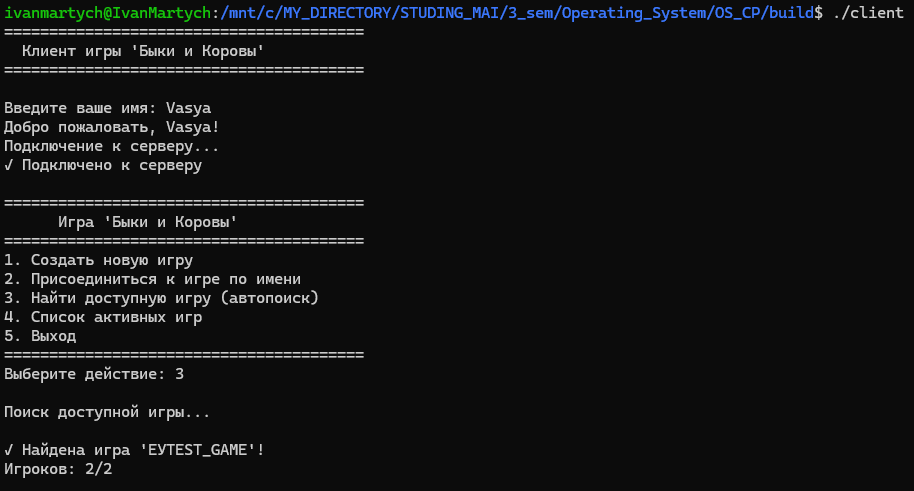 ivanmartych@IvanMartych:/mnt/c/MY_DIRECTORY/STUDING_MAI/3_sem/Operating_System/OS_CP/build$ ./client
========================================
Клиент игры 'Быки и Коровы'
========================================
Введите ваше имя: Vasya
Добро пожаловать, Vasya!
Подключение к серверу...
✓ Подключено к серверу
========================================
Игра 'Быки и Коровы'
========================================
1. Создать новую игру
2. Присоединиться к игре по имени
3. Найти доступную игру (автопоиск)
4. Список активных игр
5. Выход
========================================
Выберите действие: 3
Поиск доступной игры...
✓ Найдена игра 'ЕУTEST_GAME'!
Игроков: 2/2